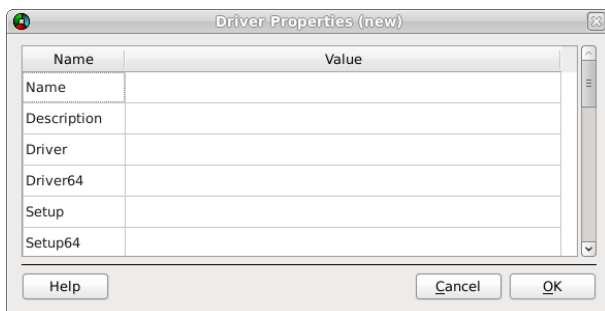 Driver Properties (new)
Name Value
Name
Description
Driver
Driver64
Setup
Setup64
Help Cancel OK